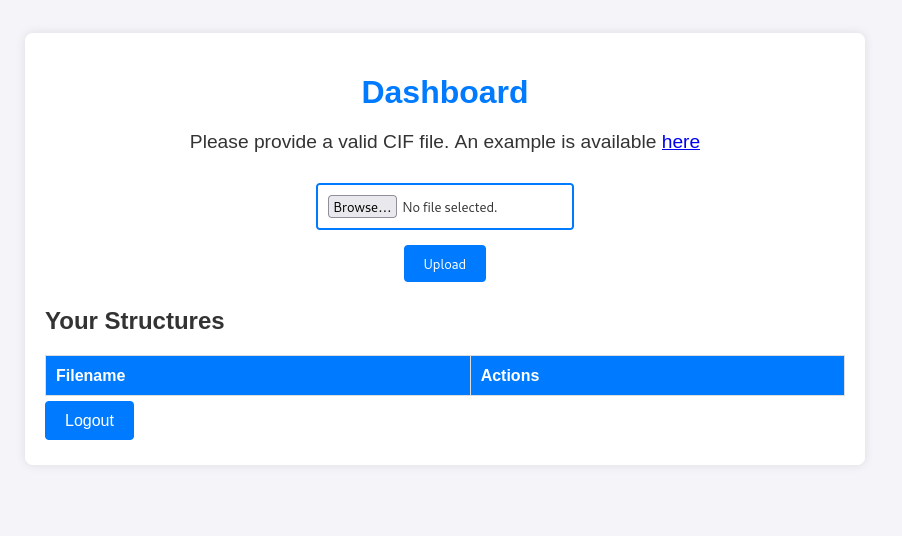 Dashboard
Please provide a valid CIF file. An example is available here
Browse... No file selected.
Upload
Your Structures
Filename Actions
Logout